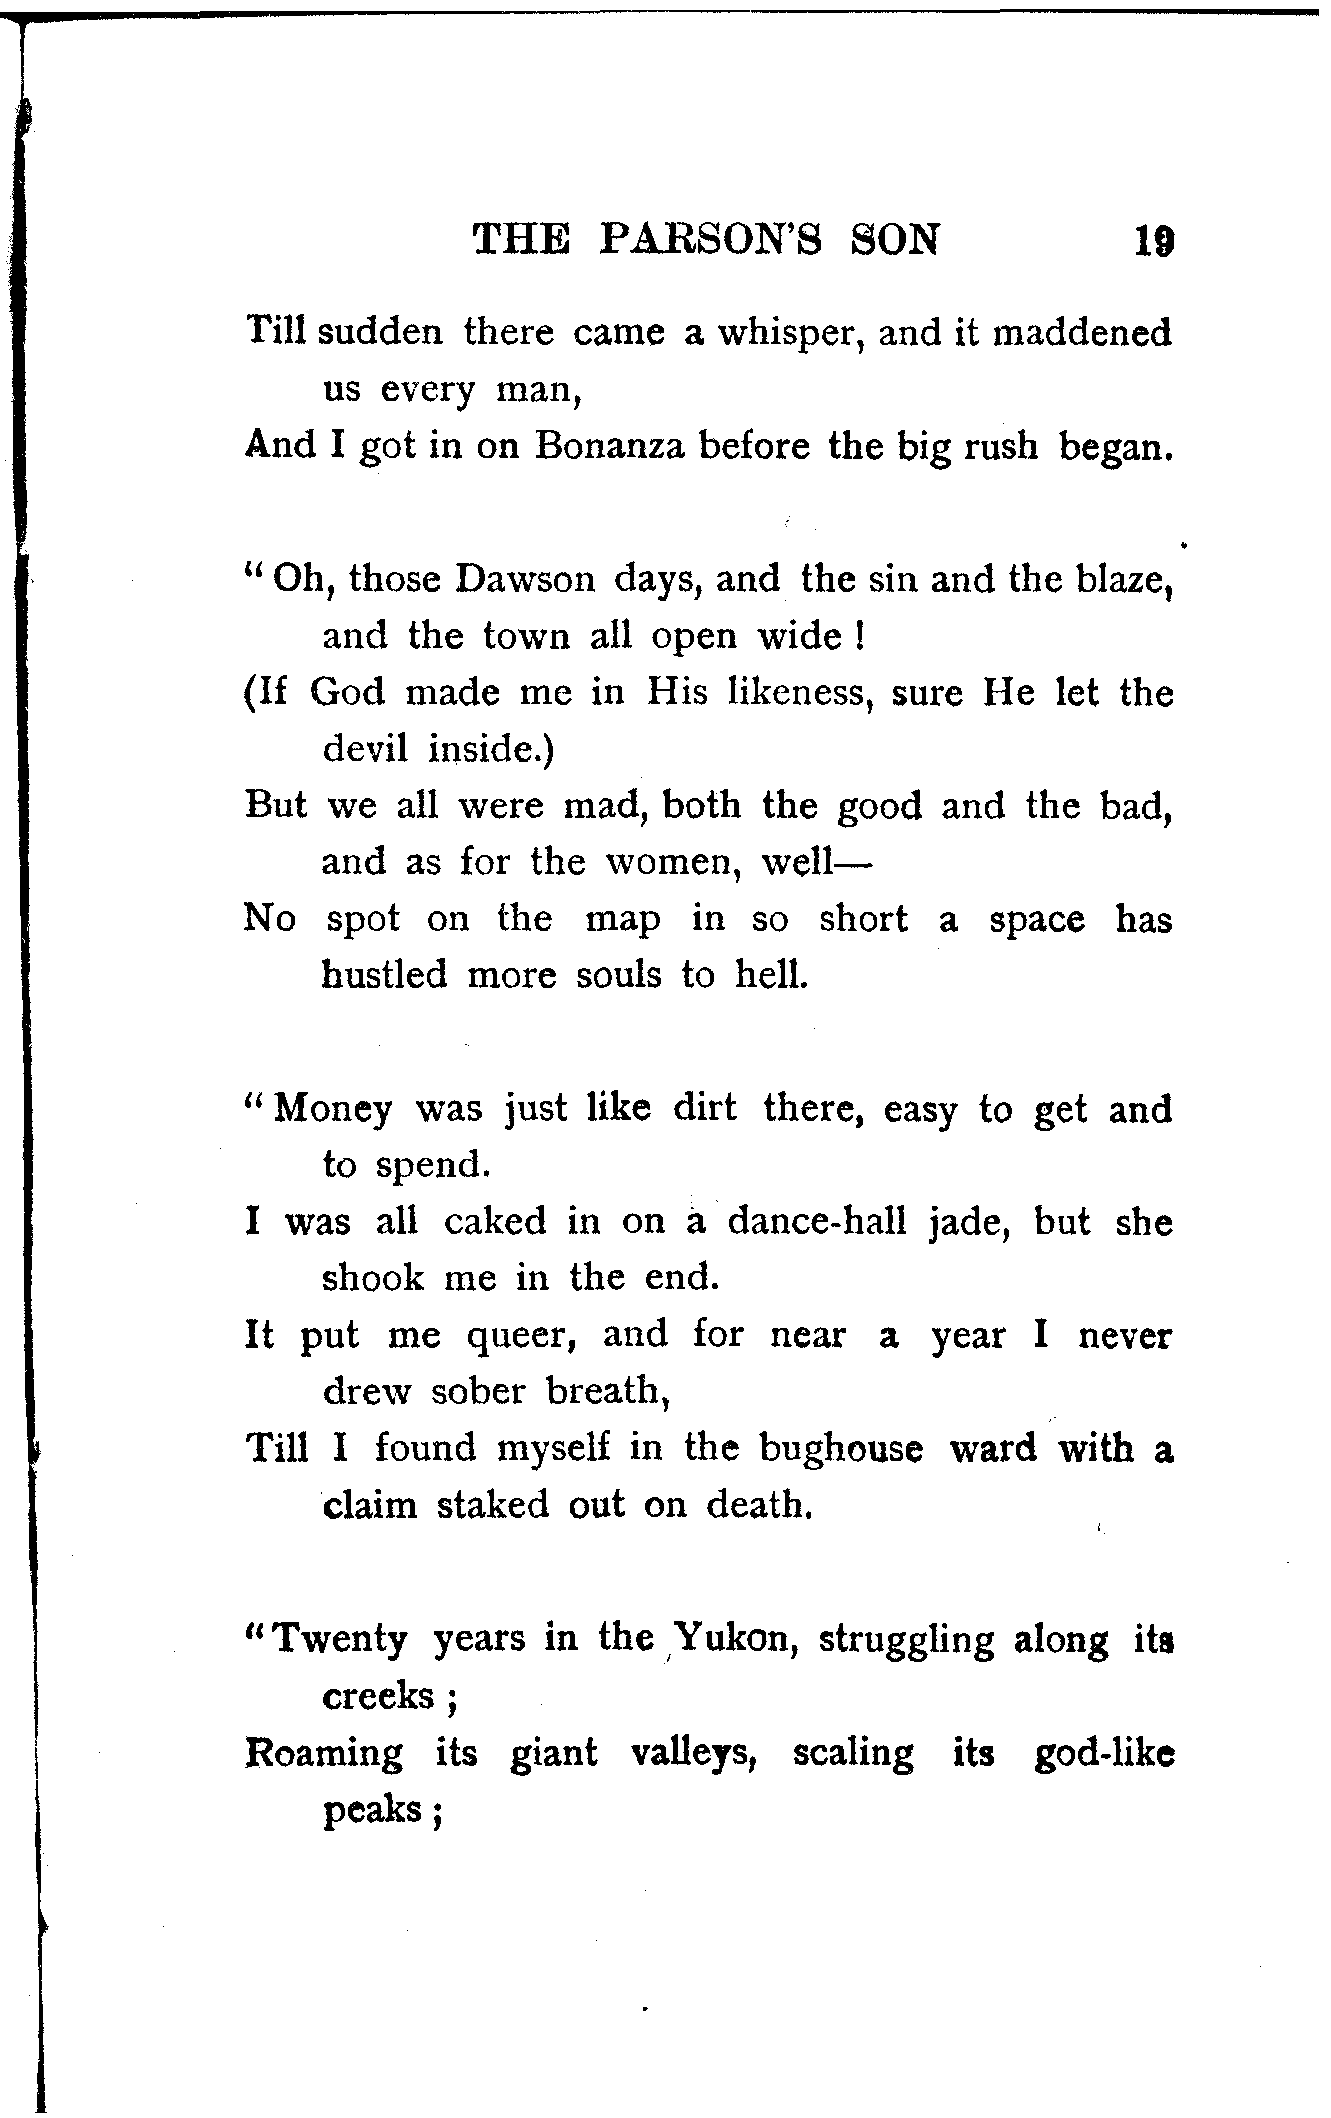 THE PARSON'S SON 19
Till sudden there came a whisper, and it maddened
us every man,
And I got in on Bonanza before the big rush began.
"Oh, those Dawson days, and the sin and the blaze,
and the town all open wide!
(If God made me in His likeness, sure He let the
devil inside.)
But we all were mad, both the good and the bad,
and as for the women, well—
No spot on the map in so short a space has
hustled more souls to hell.
"Money was just like dirt there, easy to get and
to spend.
I was all caked in on a dance-hall jade, but she
shook me in the end.
It put me queer, and for near a year I never
drew sober breath,
Till I found myself in the bughouse ward with a
claim staked out on death.
"Twenty years in the Yukon, struggling along its
creeks;
Roaming its giant valleys, scaling its god-like
peaks;